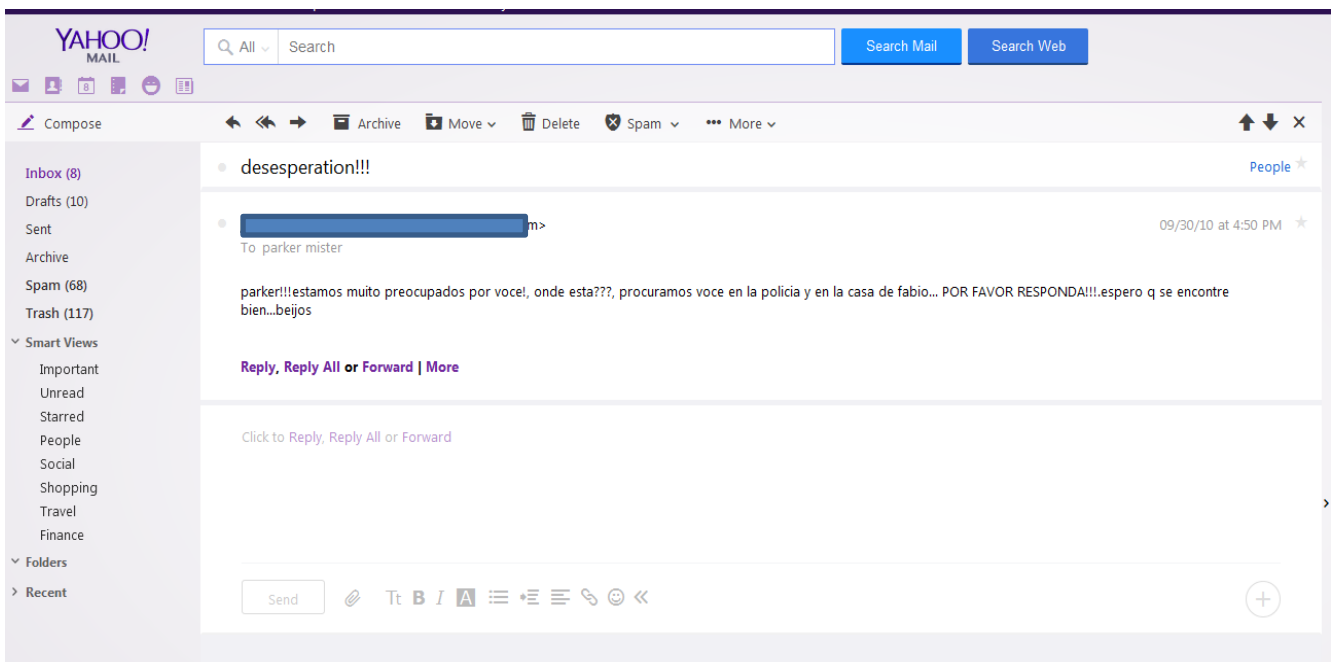 YAHOO!
MAIL
All Search Search Mail Search Web
8
Compose Archive Move Delete Spam ••• More
Inbox (8)
Drafts (10)
Sent
Archive
Spam (68)
Trash (117)
Smart Views
Important
Unread
Starred
People
Social
Shopping
Travel
Finance
Folders
Recent
desesperation!!! People
m> 09/30/10 at 4:50 PM
To parker mister
parker!!!estamos muito preocupados por voce!, onde esta???, procuramos voce en la policia y en la casa de fabio... POR FAVOR RESPONDA!!!.espero q se encontre
bien...beijos
Reply, Reply All or Forward | More
Click to Reply, Reply All or Forward
Send Tt B I A